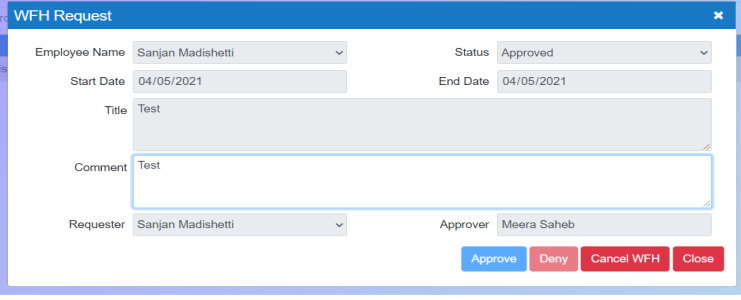 WFH Request ×
Employee Name Sanjan Madishetti Status Approved
Start Date 04/05/2021 End Date 04/05/2021
Title Test
Comment Test
Requester Sanjan Madishetti Approver Meera Saheb
Approve Deny Cancel WFH Close